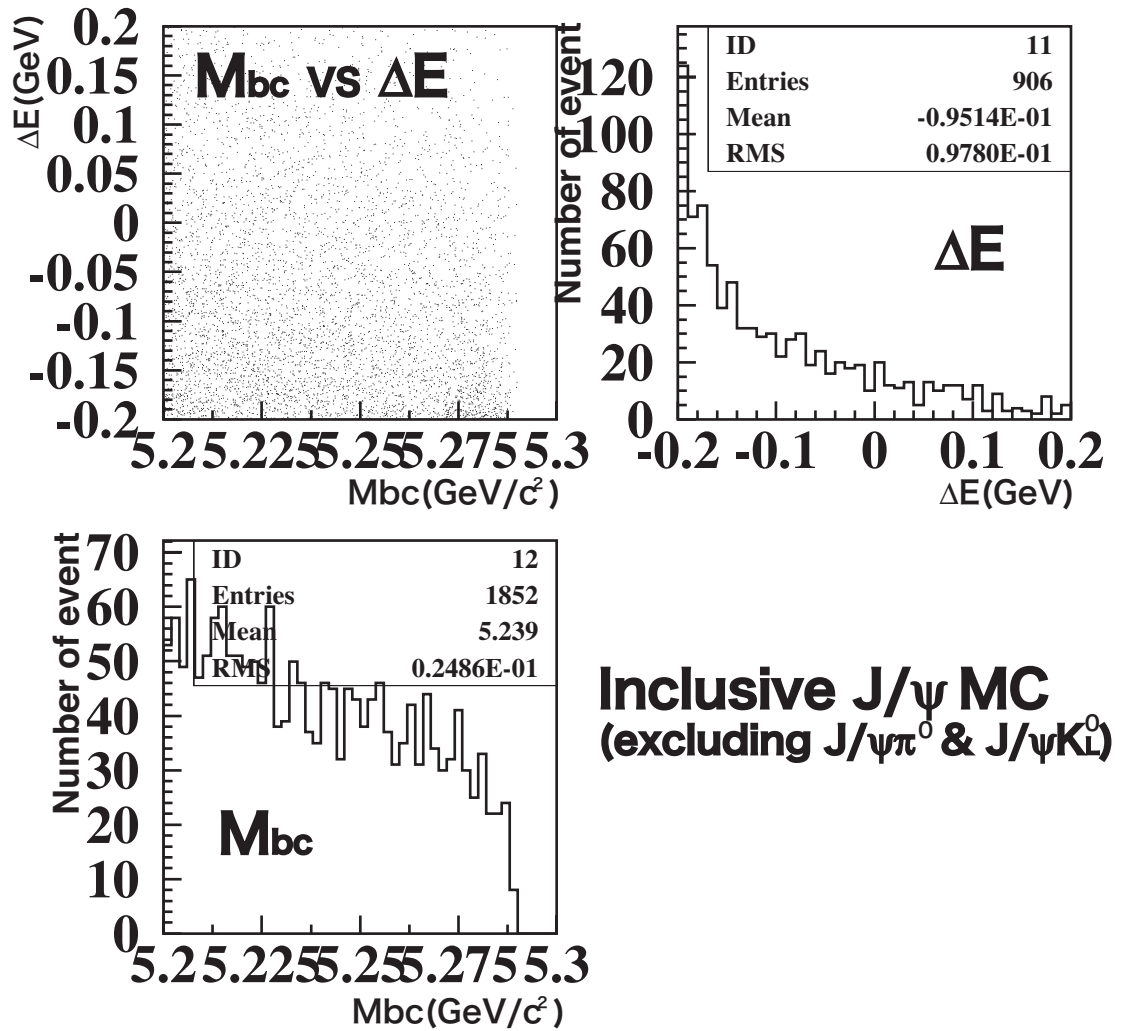 0.2
0.15
0.1
0.05
0
-0.05
-0.1
-0.15
-0.2
ΔE(GeV)
Mbc vs ΔE
5.2 5.225 5.25 5.275 5.3
Mbc(GeV/c²)
120
100
80
60
40
20
0
Number of event
ID 11
Entries 906
Mean -0.9514E-01
RMS 0.9780E-01
ΔE
-0.2 -0.1 0 0.1 0.2
ΔE(GeV)
70
60
50
40
30
20
10
0
Number of event
ID 12
Entries 1852
Mean 5.239
RMS 0.2486E-01
Mbc
5.2 5.225 5.25 5.275 5.3
Mbc(GeV/c²)
Inclusive J/ψ MC
(excluding J/ψπ⁰ & J/ψK⁰L)